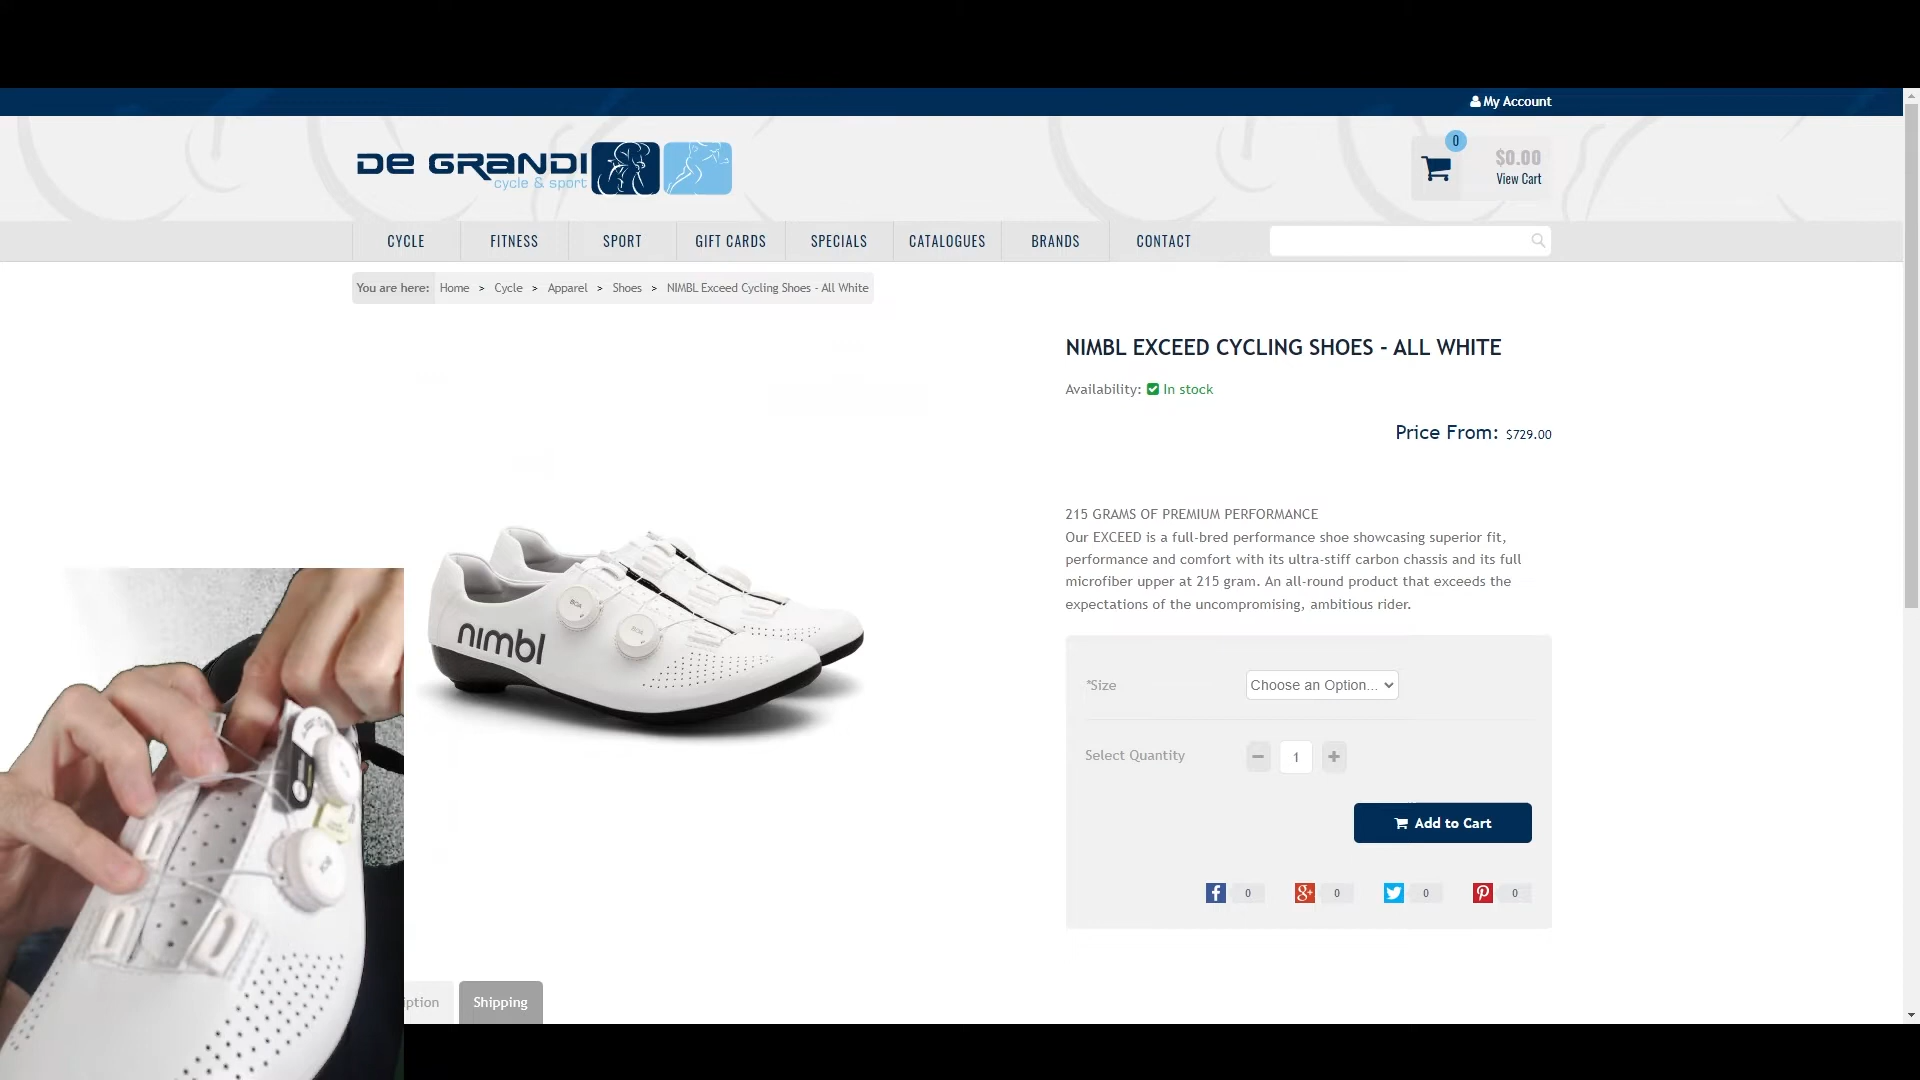 My Account
DE GRANDI
cycle & sport
0
$0.00
View Cart
CYCLE
FITNESS
SPORT
GIFT CARDS
SPECIALS
CATALOGUES
BRANDS
CONTACT
You are here: Home > Cycle > Apparel > Shoes > NIMBL Exceed Cycling Shoes - All White
NIMBL EXCEED CYCLING SHOES - ALL WHITE
Availability: In stock
Price From: $729.00
215 GRAMS OF PREMIUM PERFORMANCE
Our EXCEED is a full-bred performance shoe showcasing superior fit,
performance and comfort with its ultra-stiff carbon chassis and its full
microfiber upper at 215 gram. An all-round product that exceeds the
expectations of the uncompromising, ambitious rider.
BOA
BOA
nimbl
*Size
Choose an Option...
Select Quantity
1
Add to Cart
0
0
0
0
ption
Shipping